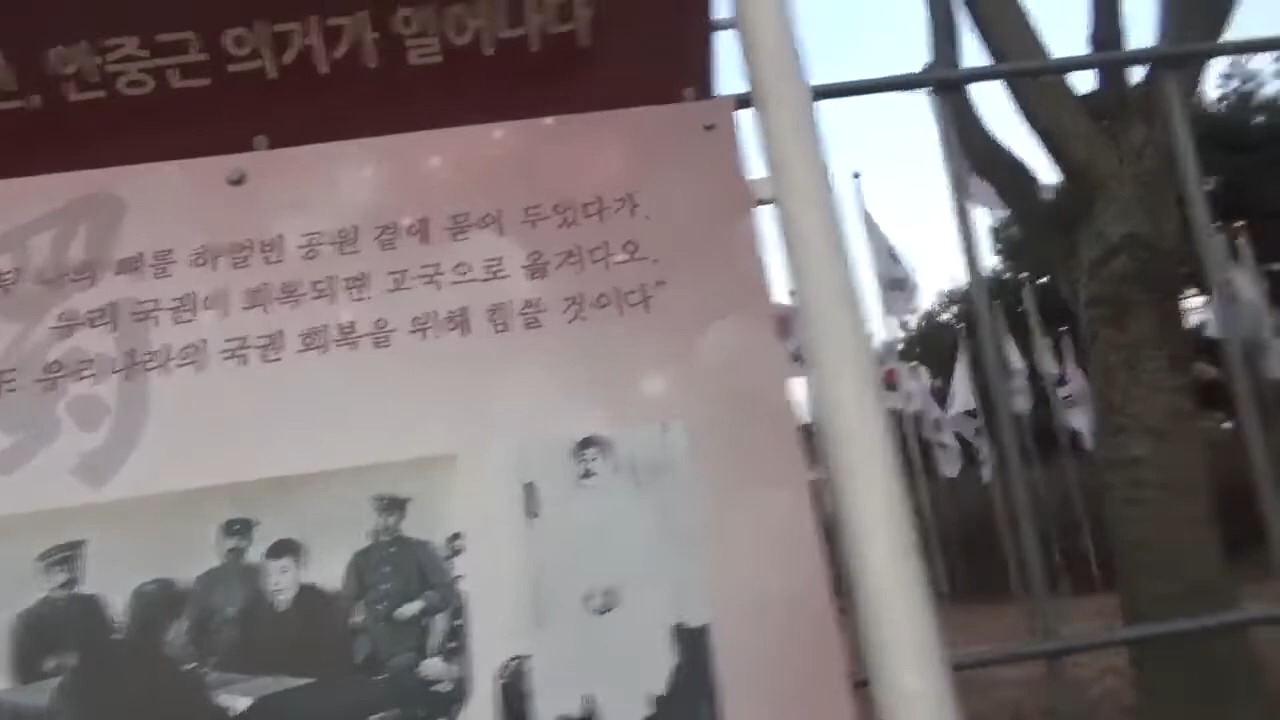 안중근 의거가 일어나다
뼈를 하얼빈 공원 곁에 묻어 두었다가,
우리 국권이 회복되면 고국으로 옮겨다오.
또 우리나라의 국권 회복을 위해 힘쓸 것이다"